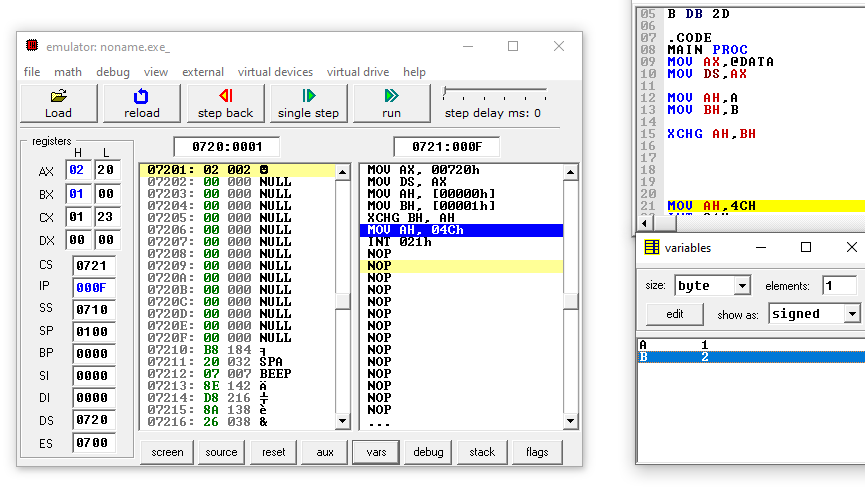 emulator: noname.exe_
file math debug view external virtual devices virtual drive help
Load reload step back single step run step delay ms: 0
registers 0720:0001 0721:000F
H L
AX 02 20
BX 01 00
CX 01 23
DX 00 00
CS 0721
IP 000F
SS 0710
SP 0100
BP 0000
SI 0000
DI 0000
DS 0720
ES 0700
07201: 02 002 ☻
07202: 00 000 NULL
07203: 00 000 NULL
07204: 00 000 NULL
07205: 00 000 NULL
07206: 00 000 NULL
07207: 00 000 NULL
07208: 00 000 NULL
07209: 00 000 NULL
0720A: 00 000 NULL
0720B: 00 000 NULL
0720C: 00 000 NULL
0720D: 00 000 NULL
0720E: 00 000 NULL
0720F: 00 000 NULL
07210: B8 184 ╕
07211: 20 032 SPA
07212: 07 007 BEEP
07213: 8E 142 Ä
07214: D8 216 ╪
07215: 8A 138 è
07216: 26 038 &
MOV AX, 00720h
MOV DS, AX
MOV AH, [00000h]
MOV BH, [00001h]
XCHG BH, AH
MOV AH, 04Ch
INT 021h
NOP
NOP
NOP
NOP
NOP
NOP
NOP
NOP
NOP
NOP
NOP
NOP
NOP
NOP
...
screen source reset aux vars debug stack flags
05 B DB 2D
06
07 .CODE
08 MAIN PROC
09 MOV AX,@DATA
10 MOV DS,AX
11
12 MOV AH,A
13 MOV BH,B
14
15 XCHG AH,BH
16
17
18
19
20
21 MOV AH,4CH
variables
size: byte elements: 1
edit show as: signed
A 1
B 2